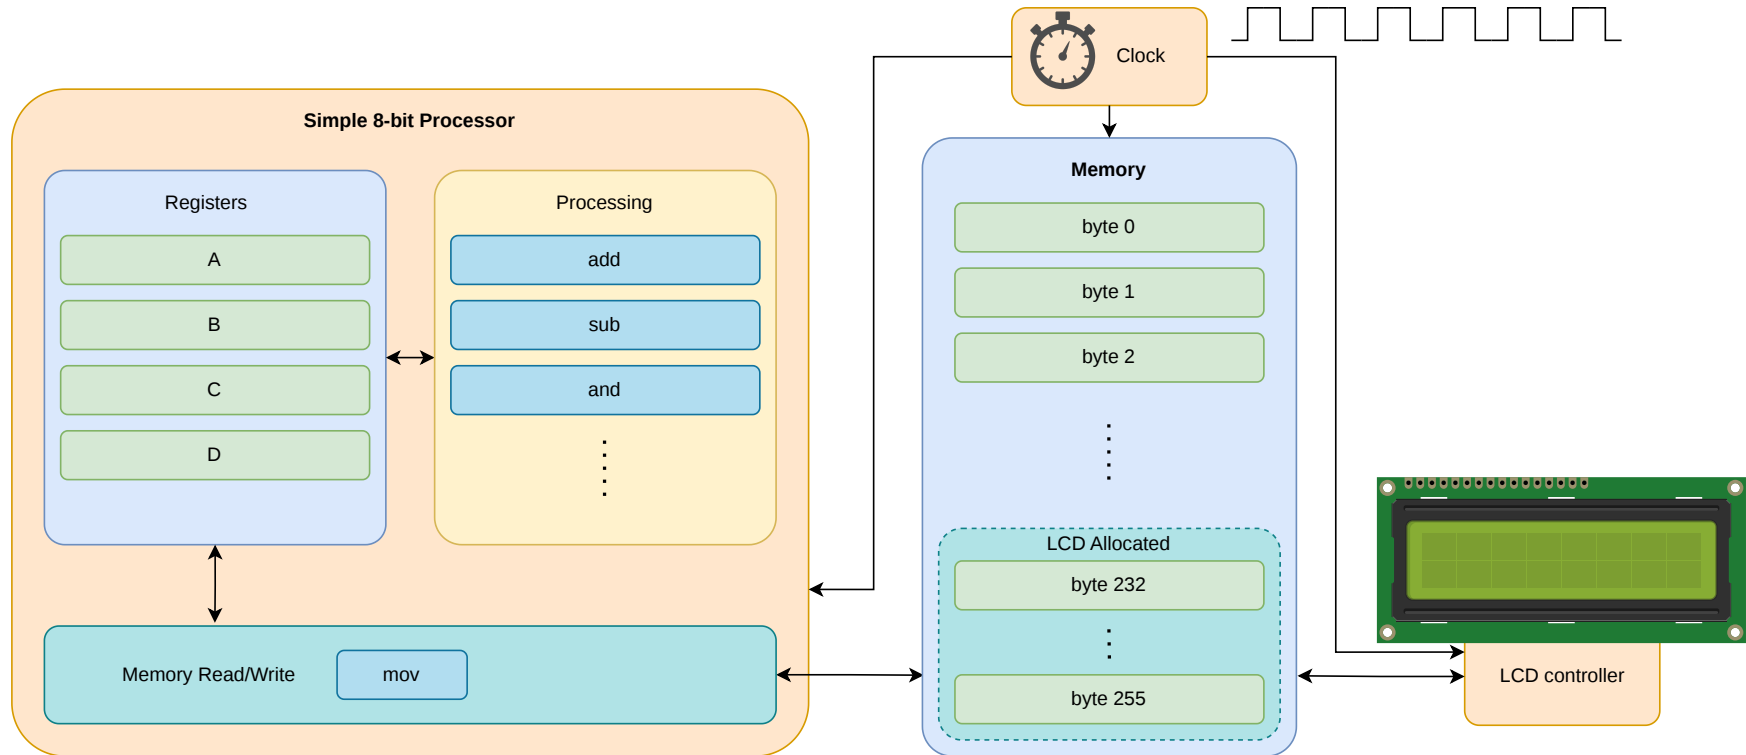 Clock
Simple 8-bit Processor
Registers
A
B
C
D
Processing
add
sub
and
Memory Read/Write
mov
Memory
byte 0
byte 1
byte 2
LCD Allocated
byte 232
byte 255
LCD controller